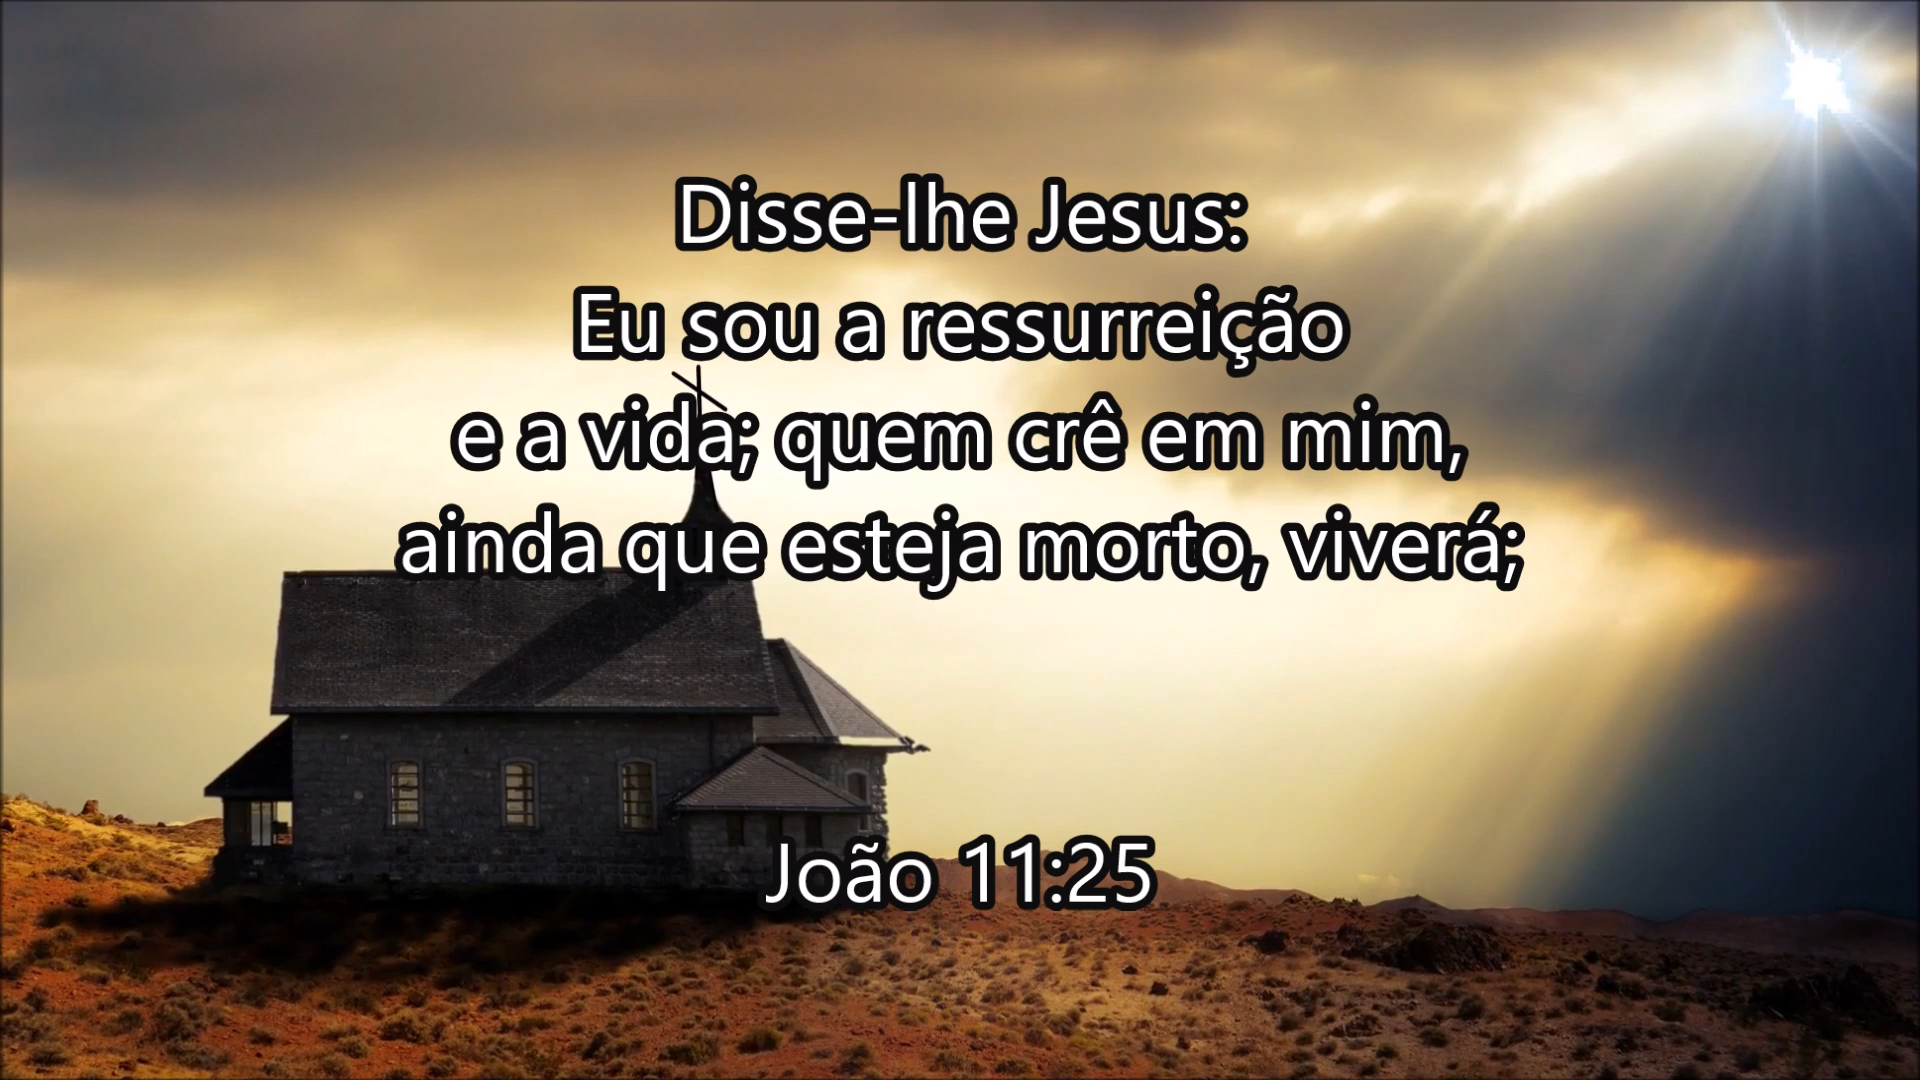 Disse-lhe Jesus:
Eu sou a ressurreição
e a vida; quem crê em mim,
ainda que esteja morto, viverá;
João 11:25